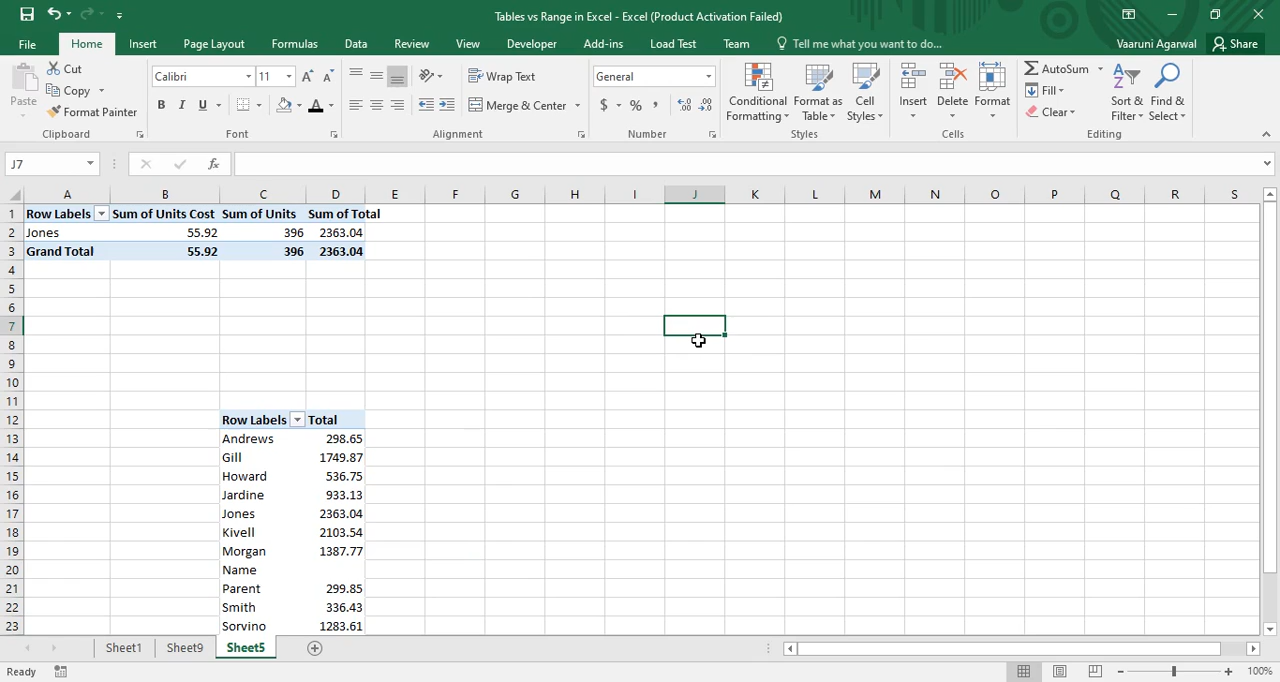 Tables vs Range in Excel - Excel (Product Activation Failed)
File Home Insert Page Layout Formulas Data Review View Developer Add-ins Load Test Team Tell me what you want to do... Vaaruni Agarwal Share
Paste
Cut
Copy
Format Painter
Clipboard
Calibri 11
B I U
Font
Wrap Text
Merge & Center
Alignment
General
$ % ,
Number
Conditional Formatting
Format as Table
Cell Styles
Styles
Insert Delete Format
Cells
AutoSum
Fill
Clear
Sort & Filter
Find & Select
Editing
J7 fx
A B C D E F G H I J K L M N O P Q R S
1 Row Labels Sum of Units Cost Sum of Units Sum of Total
2 Jones 55.92 396 2363.04
3 Grand Total 55.92 396 2363.04
4
5
6
7
8
9
10
11
12 Row Labels Total
13 Andrews 298.65
14 Gill 1749.87
15 Howard 536.75
16 Jardine 933.13
17 Jones 2363.04
18 Kivell 2103.54
19 Morgan 1387.77
20 Name
21 Parent 299.85
22 Smith 336.43
23 Sorvino 1283.61
Sheet1 Sheet9 Sheet5
Ready 100%